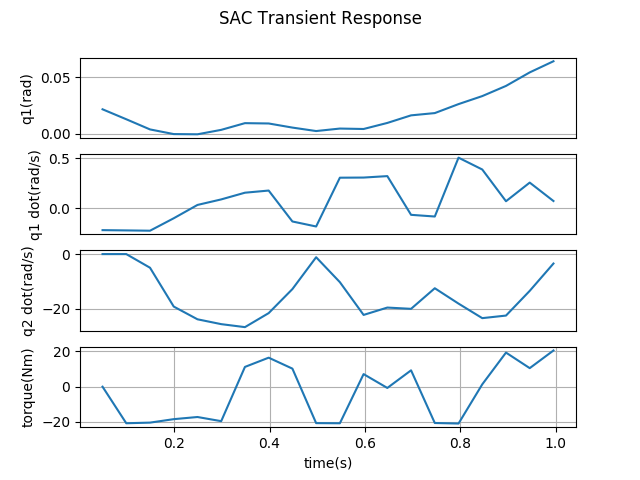 SAC Transient Response
q1(rad)
0.05
0.00
q1 dot(rad/s)
0.5
0.0
q2 dot(rad/s)
0
−20
torque(Nm)
20
0
−20
0.2 0.4 0.6 0.8 1.0
time(s)